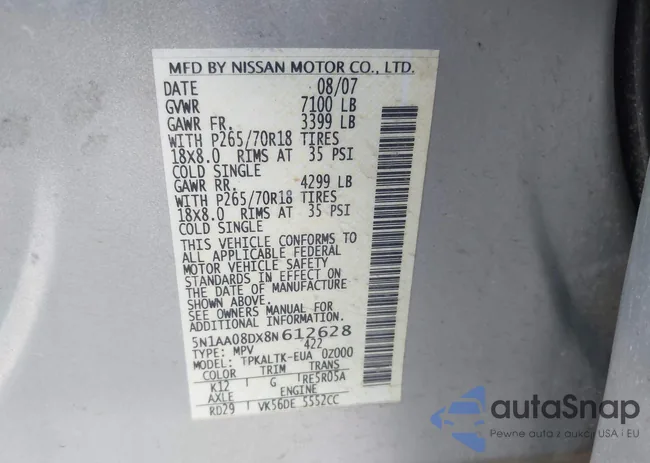 MFD BY NISSAN MOTOR CO., LTD.
DATE 08/07
GVWR 7100 LB
GAWR FR. 3399 LB
WITH P265/70R18 TIRES
18X8.0 RIMS AT 35 PSI
COLD SINGLE
GAWR RR. 4299 LB
WITH P265/70R18 TIRES
18X8.0 RIMS AT 35 PSI
COLD SINGLE
THIS VEHICLE CONFORMS TO
ALL APPLICABLE FEDERAL
MOTOR VEHICLE SAFETY
STANDARDS IN EFFECT ON
THE DATE OF MANUFACTURE
SHOWN ABOVE.
SEE OWNERS MANUAL FOR
ADDITIONAL INFORMATION
5N1AA08DX8N612628
TYPE: MPV 422
MODEL: TPKALTK-EUA 0Z000
COLOR TRIM TRANS
K12 G RE5R05A
AXLE ENGINE
RD29 VK56DE 5552CC
autaSnap
Pewne auta z aukcji USA i EU